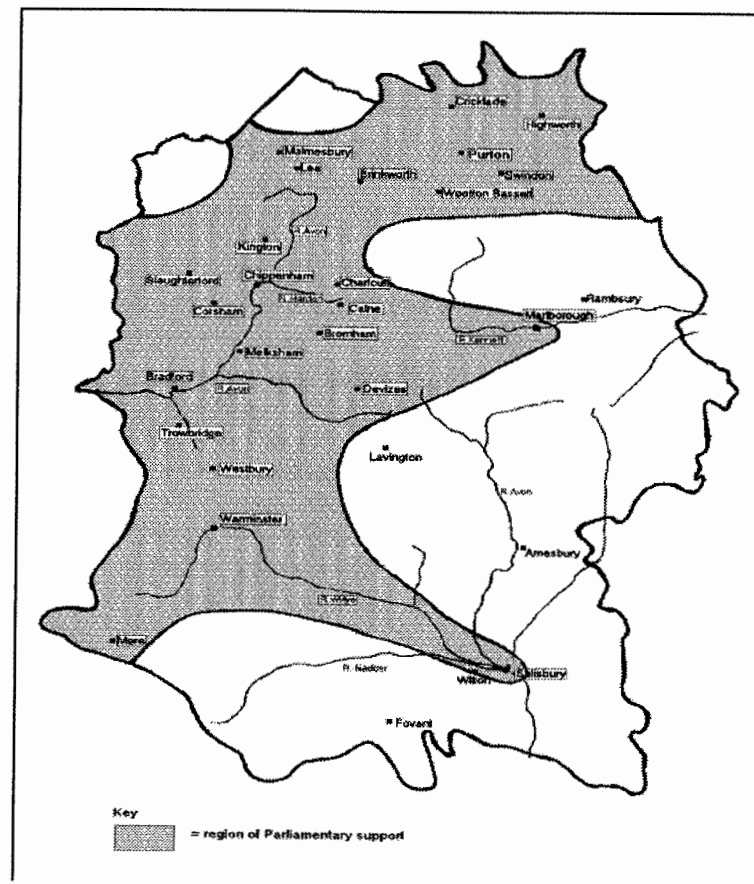 Cricklade
Highworth
Malmesbury
Purton
Lea
Brinkworth
Swindon
Wootton Bassett
R.Avon
Kington
Slaughterford
Chippenham
Charlcutt
Ramsbury
Corsham
Calne
Marlborough
Bromham
R.Kennett
Melksham
Bradford
R.Avon
Devizes
Trowbridge
Lavington
Westbury
R.Avon
Warminster
Amesbury
R.Wylye
Mere
R. Nadder
Wilton
Salisbury
Fovant
Key
= region of Parliamentary support